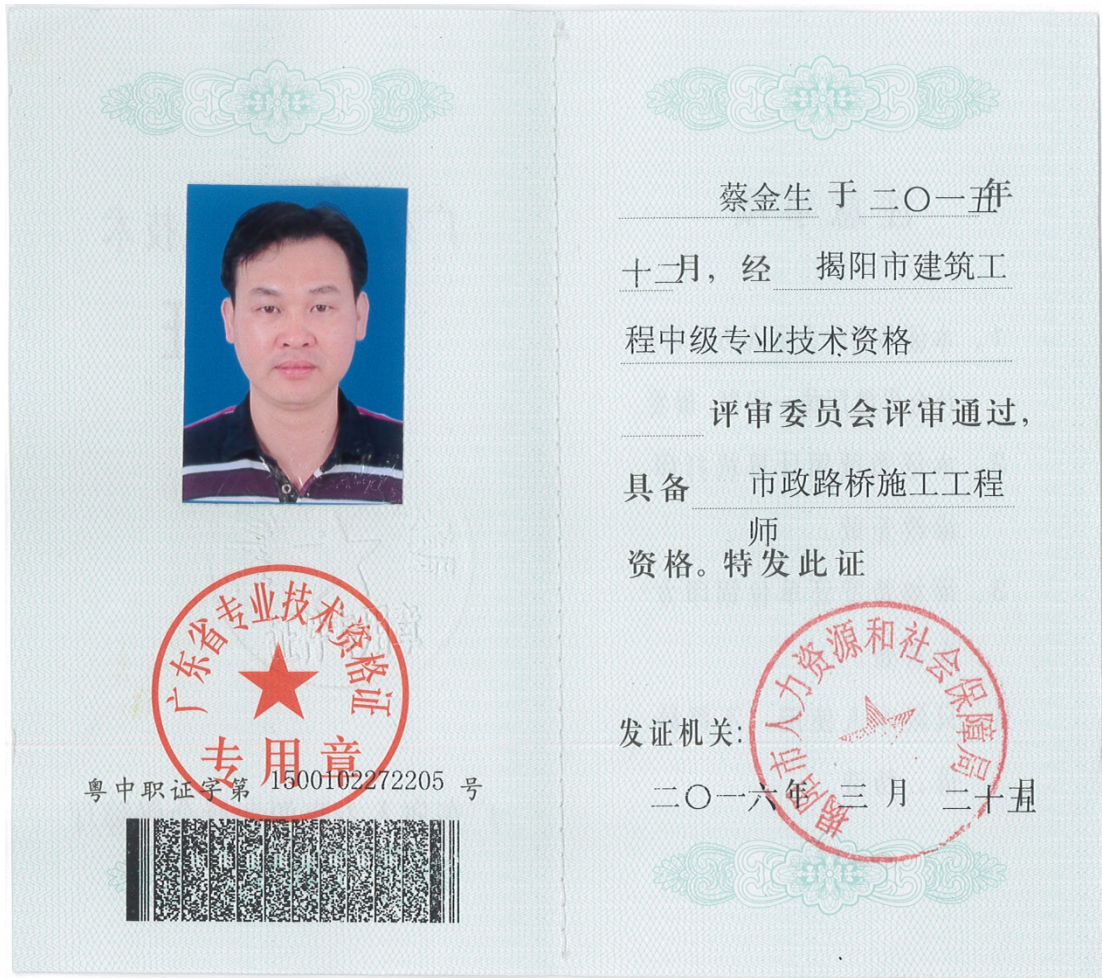 广东省专业技术资格证
专用章
粤中职证字第 1500102272205 号
蔡金生 于 二〇一五年
十二月，经 揭阳市建筑工
程中级专业技术资格
评审委员会评审通过，
具备 市政路桥施工工程
师
资格。特发此证
揭阳市人力资源和社会保障局
发证机关：
二〇一六年 三 月 二十五日